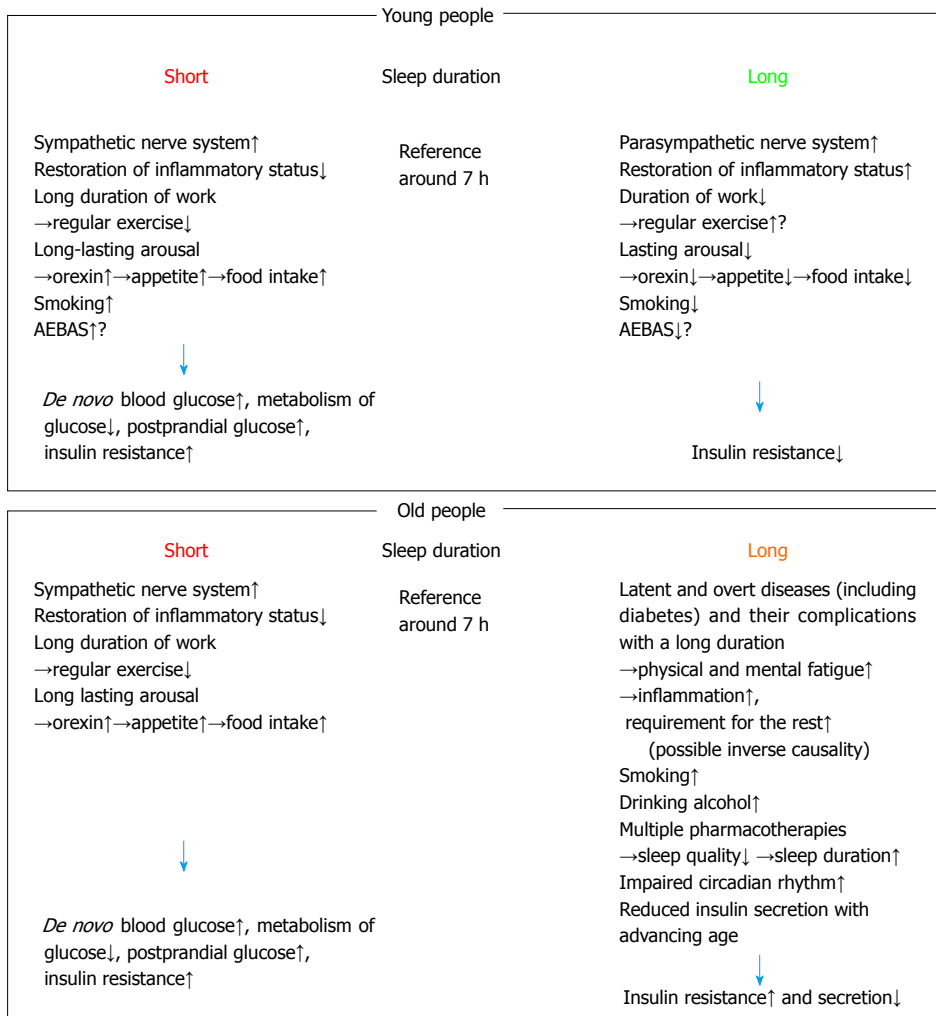 Young people
Short
Sleep duration
Long
Sympathetic nerve system↑
Restoration of inflammatory status↓
Long duration of work
→regular exercise↓
Long-lasting arousal
→orexin↑→appetite↑→food intake↑
Smoking↑
AEBAS↑?
Reference
around 7 h
Parasympathetic nerve system↑
Restoration of inflammatory status↑
Duration of work↓
→regular exercise↑?
Lasting arousal↓
→orexin↓→appetite↓→food intake↓
Smoking↓
AEBAS↓?
De novo blood glucose↑, metabolism of
glucose↓, postprandial glucose↑,
insulin resistance↑
Insulin resistance↓
Old people
Short
Sleep duration
Long
Sympathetic nerve system↑
Restoration of inflammatory status↓
Long duration of work
→regular exercise↓
Long lasting arousal
→orexin↑→appetite↑→food intake↑
Reference
around 7 h
Latent and overt diseases (including
diabetes) and their complications
with a long duration
→physical and mental fatigue↑
→inflammation↑,
requirement for the rest↑
(possible inverse causality)
Smoking↑
Drinking alcohol↑
Multiple pharmacotherapies
→sleep quality↓ →sleep duration↑
Impaired circadian rhythm↑
Reduced insulin secretion with
advancing age
De novo blood glucose↑, metabolism of
glucose↓, postprandial glucose↑,
insulin resistance↑
Insulin resistance↑ and secretion↓